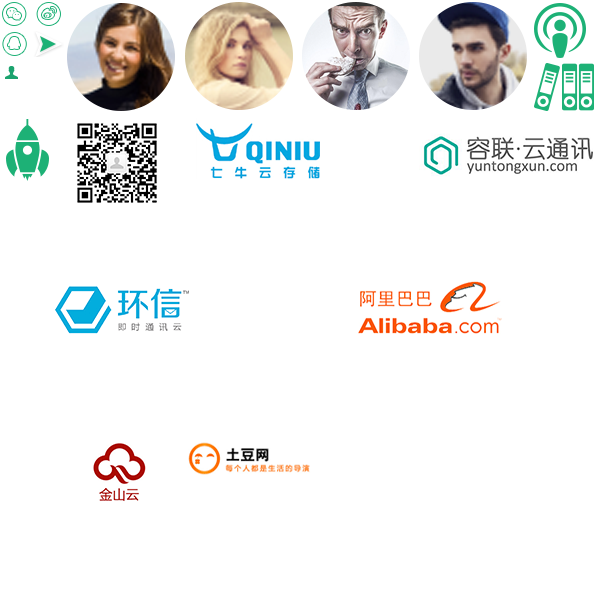 QINIU
七牛云存储
容联·云通讯
yuntongxun.com
环信™
即时通讯云
阿里巴巴
Alibaba.com
金山云
土豆网
每个人都是生活的导演